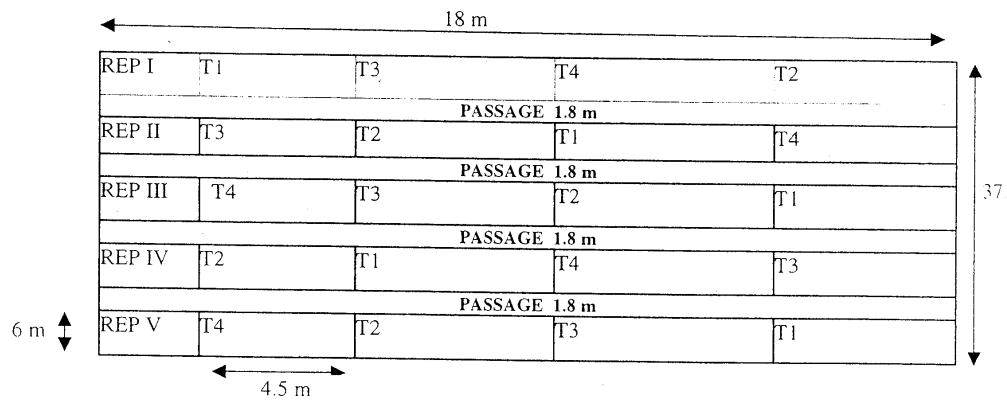 18 m
REP I T1 T3 T4 T2
PASSAGE 1.8 m
REP II T3 T2 T1 T4
PASSAGE 1.8 m
REP III T4 T3 T2 T1
37
PASSAGE 1.8 m
REP IV T2 T1 T4 T3
PASSAGE 1.8 m
6 m
REP V T4 T2 T3 T1
4.5 m